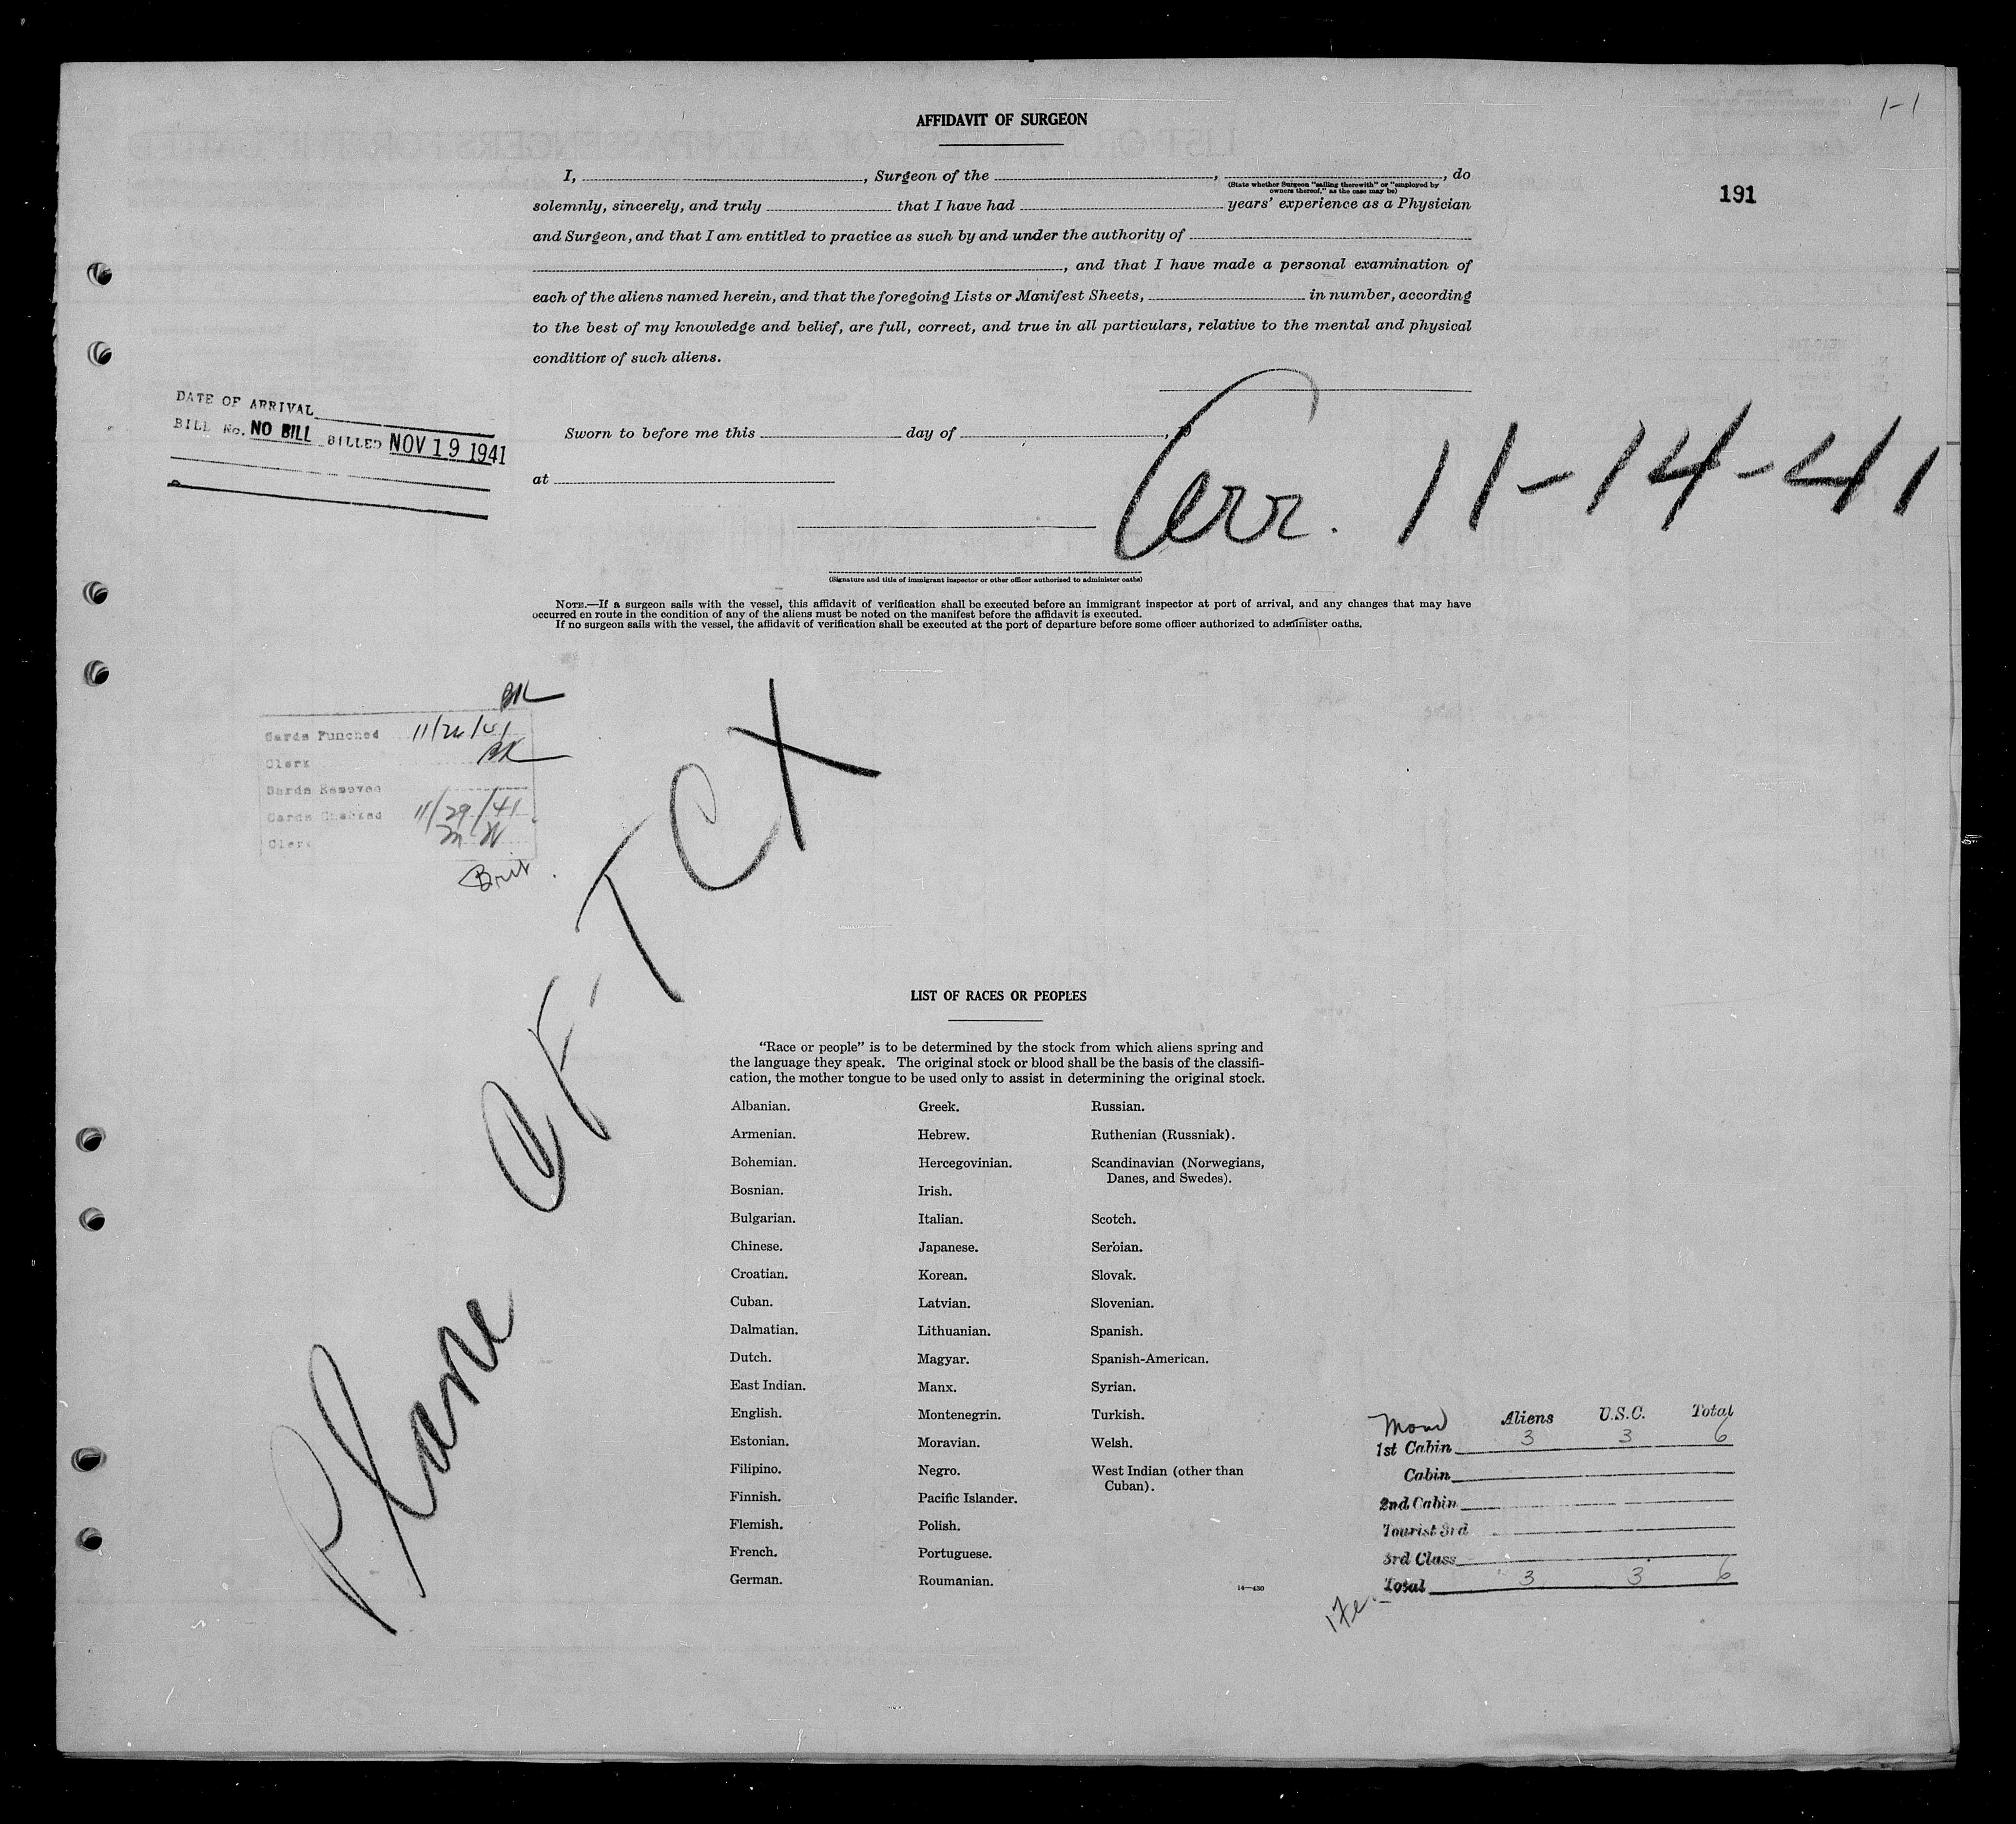 1-1
191
AFFIDAVIT OF SURGEON
I, , Surgeon of the , , do
(State whether Surgeon "sailing therewith" or "employed by
owners thereof," as the case may be)
solemnly, sincerely, and truly that I have had years' experience as a Physician
and Surgeon, and that I am entitled to practice as such by and under the authority of
, and that I have made a personal examination of
each of the aliens named herein, and that the foregoing Lists or Manifest Sheets, in number, according
to the best of my knowledge and belief, are full, correct, and true in all particulars, relative to the mental and physical
condition of such aliens.
DATE OF ARRIVAL
BILL No. NO BILL BILLED NOV 19 1941
Sworn to before me this day of ,
at
Arr. 11-14-41
(Signature and title of immigrant inspector or other officer authorized to administer oaths)
NOTE.—If a surgeon sails with the vessel, this affidavit of verification shall be executed before an immigrant inspector at port of arrival, and any changes that may have
occurred en route in the condition of any of the aliens must be noted on the manifest before the affidavit is executed.
If no surgeon sails with the vessel, the affidavit of verification shall be executed at the port of departure before some officer authorized to administer oaths.
Cards Punched
Clerk
Cards Removed
Cards Checked 11/29/41
Clerk M W
Brit.
Plane CF-TCX
LIST OF RACES OR PEOPLES
"Race or people" is to be determined by the stock from which aliens spring and
the language they speak. The original stock or blood shall be the basis of the classifi-
cation, the mother tongue to be used only to assist in determining the original stock.
Albanian.
Armenian.
Bohemian.
Bosnian.
Bulgarian.
Chinese.
Croatian.
Cuban.
Dalmatian.
Dutch.
East Indian.
English.
Estonian.
Filipino.
Finnish.
Flemish.
French.
German.
Greek.
Hebrew.
Hercegovinian.
Irish.
Italian.
Japanese.
Korean.
Latvian.
Lithuanian.
Magyar.
Manx.
Montenegrin.
Moravian.
Negro.
Pacific Islander.
Polish.
Portuguese.
Roumanian.
Russian.
Ruthenian (Russniak).
Scandinavian (Norwegians,
Danes, and Swedes).
Scotch.
Serbian.
Slovak.
Slovenian.
Spanish.
Spanish-American.
Syrian.
Turkish.
Welsh.
West Indian (other than
Cuban).
14—430
Aliens U.S.C. Total
1st Cabin 3 3 6
Cabin
2nd Cabin
Tourist 3rd
3rd Class
Total 3 3 6